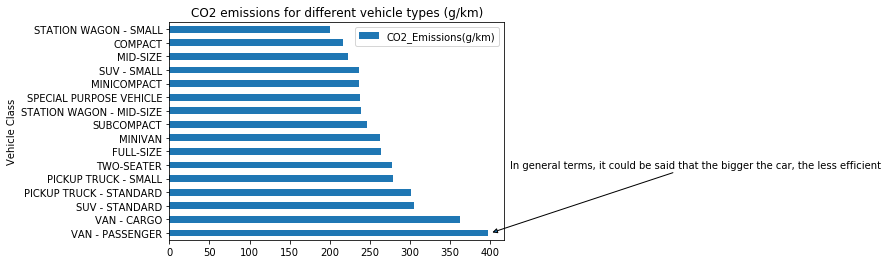 CO2 emissions for different vehicle types (g/km)
CO2_Emissions(g/km)
Vehicle Class
STATION WAGON - SMALL
COMPACT
MID-SIZE
SUV - SMALL
MINICOMPACT
SPECIAL PURPOSE VEHICLE
STATION WAGON - MID-SIZE
SUBCOMPACT
MINIVAN
FULL-SIZE
TWO-SEATER
PICKUP TRUCK - SMALL
PICKUP TRUCK - STANDARD
SUV - STANDARD
VAN - CARGO
VAN - PASSENGER
In general terms, it could be said that the bigger the car, the less efficient
0 50 100 150 200 250 300 350 400